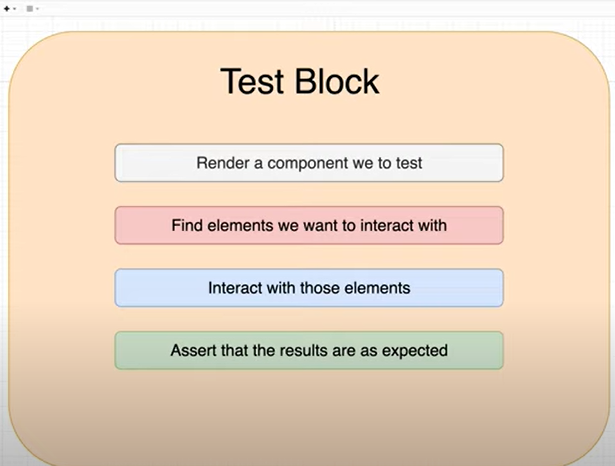 Test Block
Render a component we to test
Find elements we want to interact with
Interact with those elements
Assert that the results are as expected